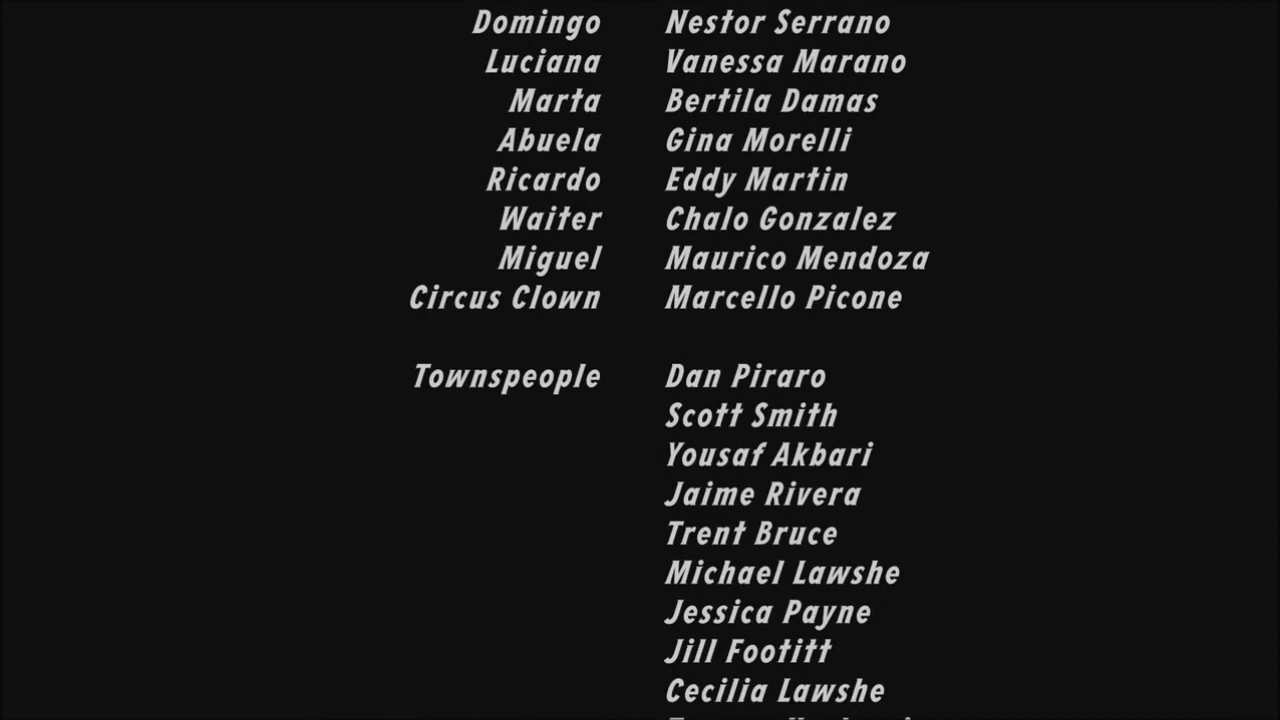 Domingo Nestor Serrano
Luciana Vanessa Marano
Marta Bertila Damas
Abuela Gina Morelli
Ricardo Eddy Martin
Waiter Chalo Gonzalez
Miguel Maurico Mendoza
Circus Clown Marcello Picone
Townspeople Dan Piraro
Scott Smith
Yousaf Akbari
Jaime Rivera
Trent Bruce
Michael Lawshe
Jessica Payne
Jill Footitt
Cecilia Lawshe